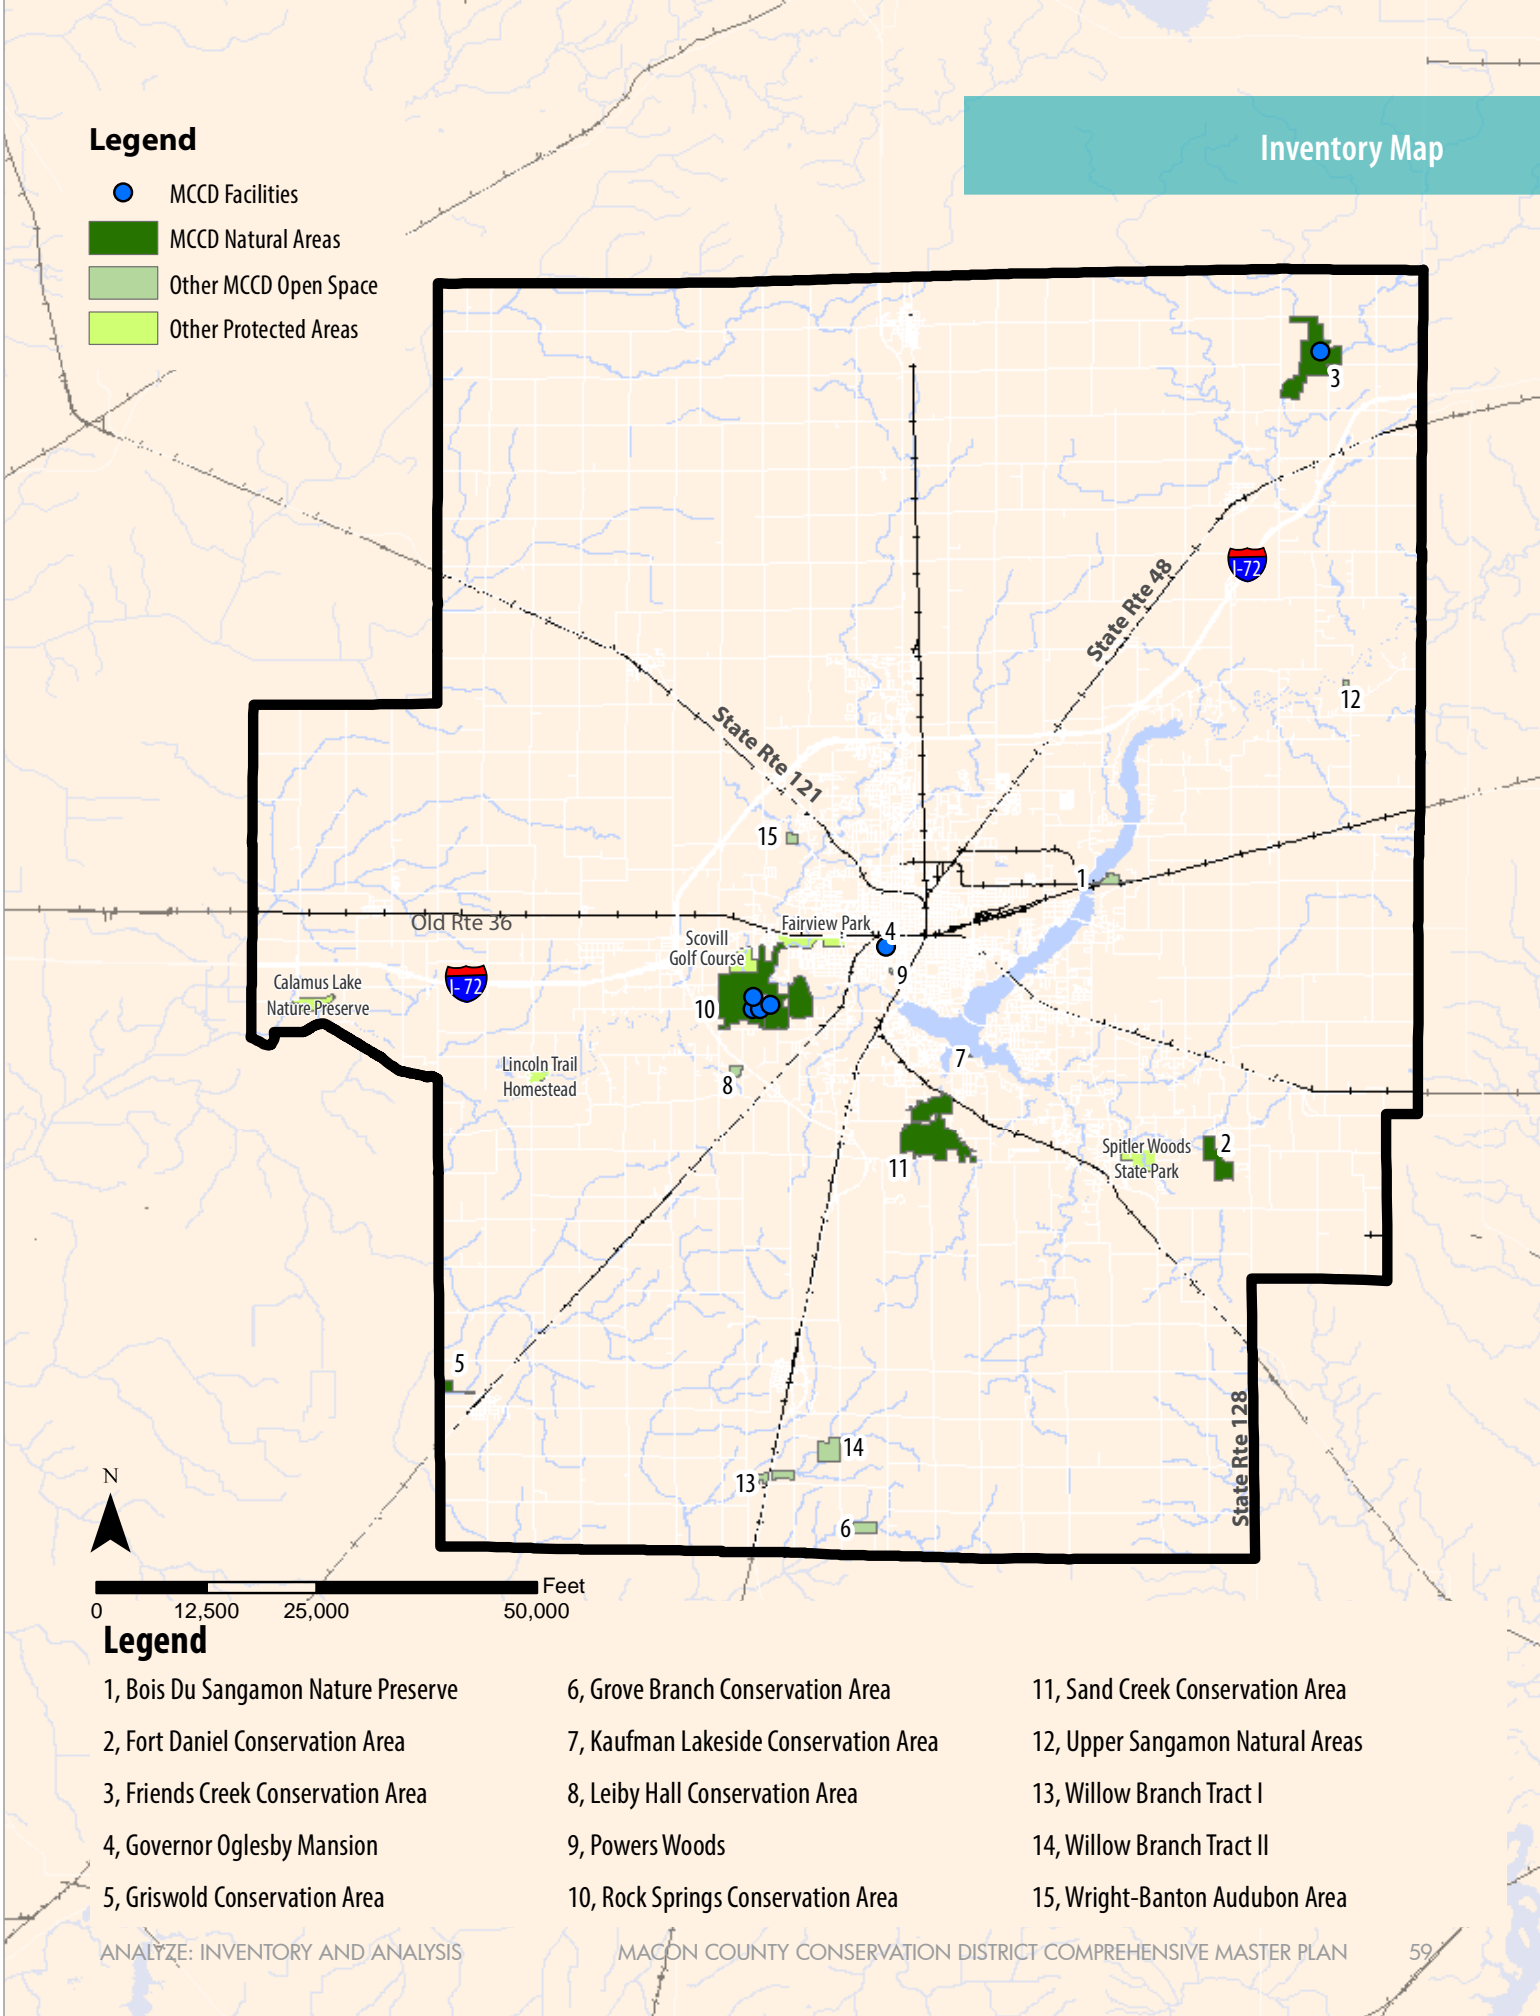 Inventory Map
Legend
MCCD Facilities
MCCD Natural Areas
Other MCCD Open Space
Other Protected Areas
3
I-72
State Rte 48
12
State Rte 121
15
1
Old Rte 36
Fairview Park
4
Scovill
Golf Course
9
I-72
Calamus Lake
Nature Preserve
10
7
Lincoln Trail
Homestead
8
11
Spitler Woods
State Park
2
5
State Rte 128
14
13
6
N
Feet
0 12,500 25,000 50,000
Legend
1, Bois Du Sangamon Nature Preserve
2, Fort Daniel Conservation Area
3, Friends Creek Conservation Area
4, Governor Oglesby Mansion
5, Griswold Conservation Area
6, Grove Branch Conservation Area
7, Kaufman Lakeside Conservation Area
8, Leiby Hall Conservation Area
9, Powers Woods
10, Rock Springs Conservation Area
11, Sand Creek Conservation Area
12, Upper Sangamon Natural Areas
13, Willow Branch Tract I
14, Willow Branch Tract II
15, Wright-Banton Audubon Area
ANALYZE: INVENTORY AND ANALYSIS
MACON COUNTY CONSERVATION DISTRICT COMPREHENSIVE MASTER PLAN 59